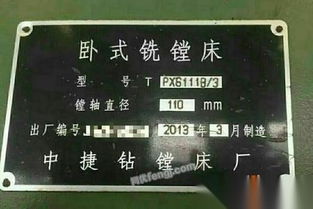 卧式铣镗床
型 号 T PX6111B/3
镗轴直径 110 mm
出厂编号 2013 年 3 月制造
中捷钻镗床厂